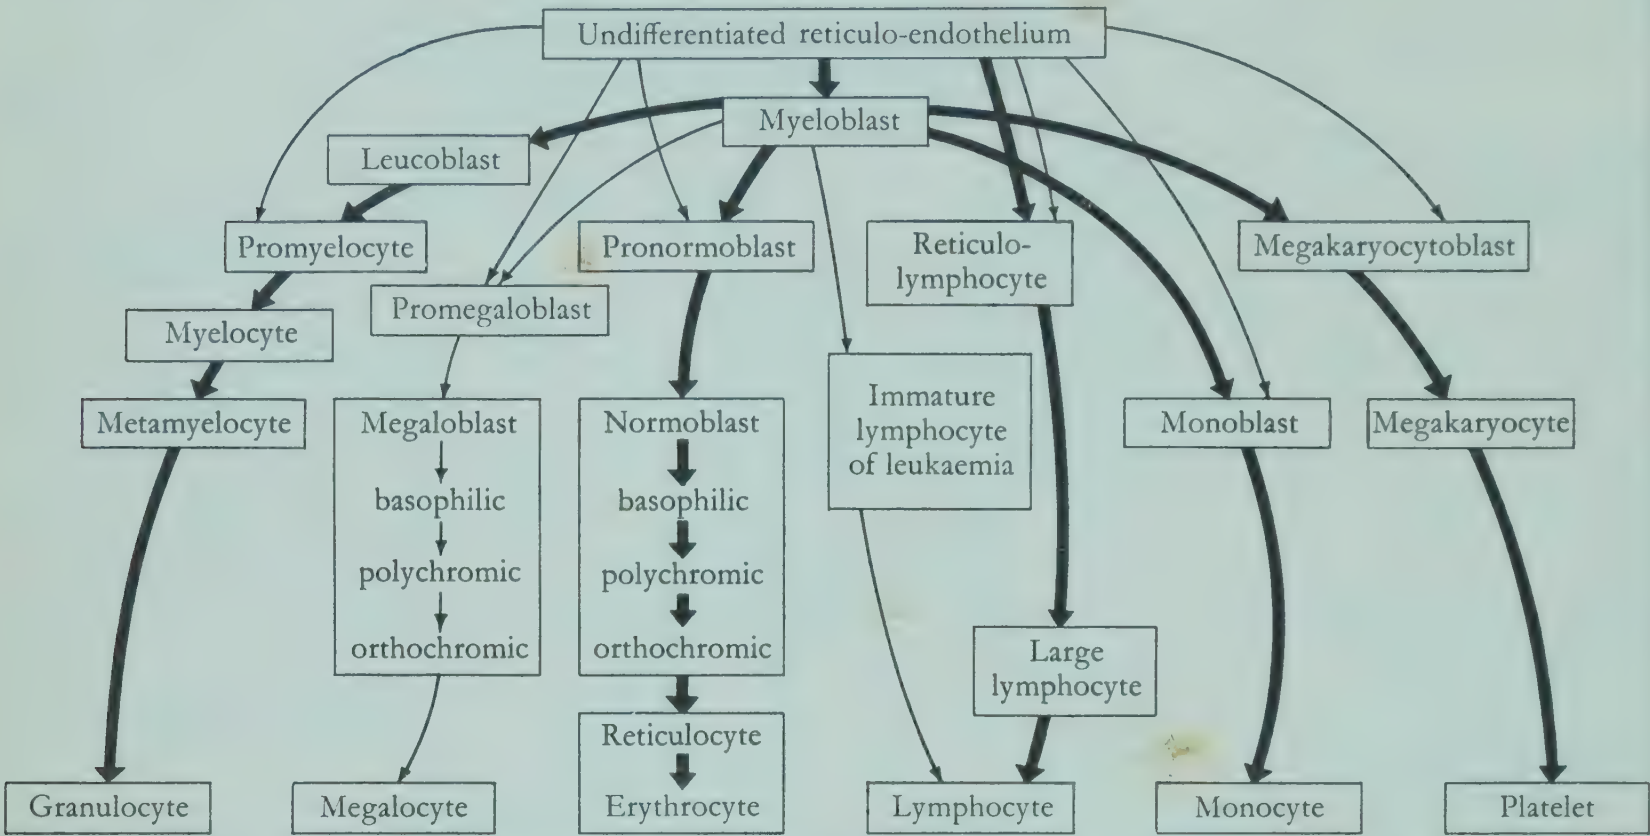 Undifferentiated reticulo-endothelium
Myeloblast
Leucoblast
Promyelocyte
Pronormoblast
Reticulo-
lymphocyte
Megakaryocytoblast
Promegaloblast
Myelocyte
Metamyelocyte
Megaloblast
basophilic
polychromic
orthochromic
Normoblast
basophilic
polychromic
orthochromic
Immature
lymphocyte
of leukaemia
Monoblast
Megakaryocyte
Large
lymphocyte
Reticulocyte
Erythrocyte
Granulocyte
Megalocyte
Lymphocyte
Monocyte
Platelet